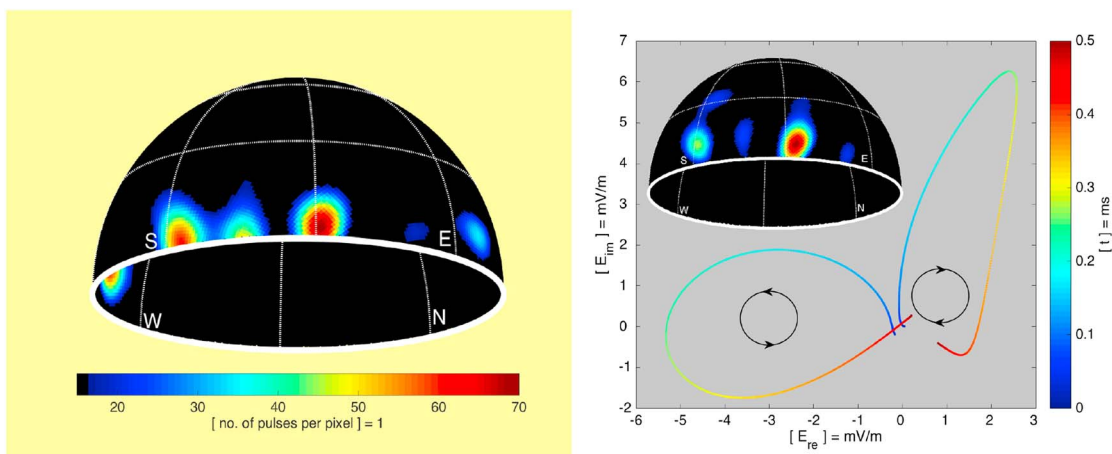 S
E
W
N
20 30 40 50 60 70
[ no. of pulses per pixel ] = 1
7
6
5
4
3
2
1
0
-1
-2
-6 -5 -4 -3 -2 -1 0 1 2 3
[ E_re ] = mV/m
[ E_im ] = mV/m
S
E
W
N
0.5
0.4
0.3
0.2
0.1
0
[ t ] = ms